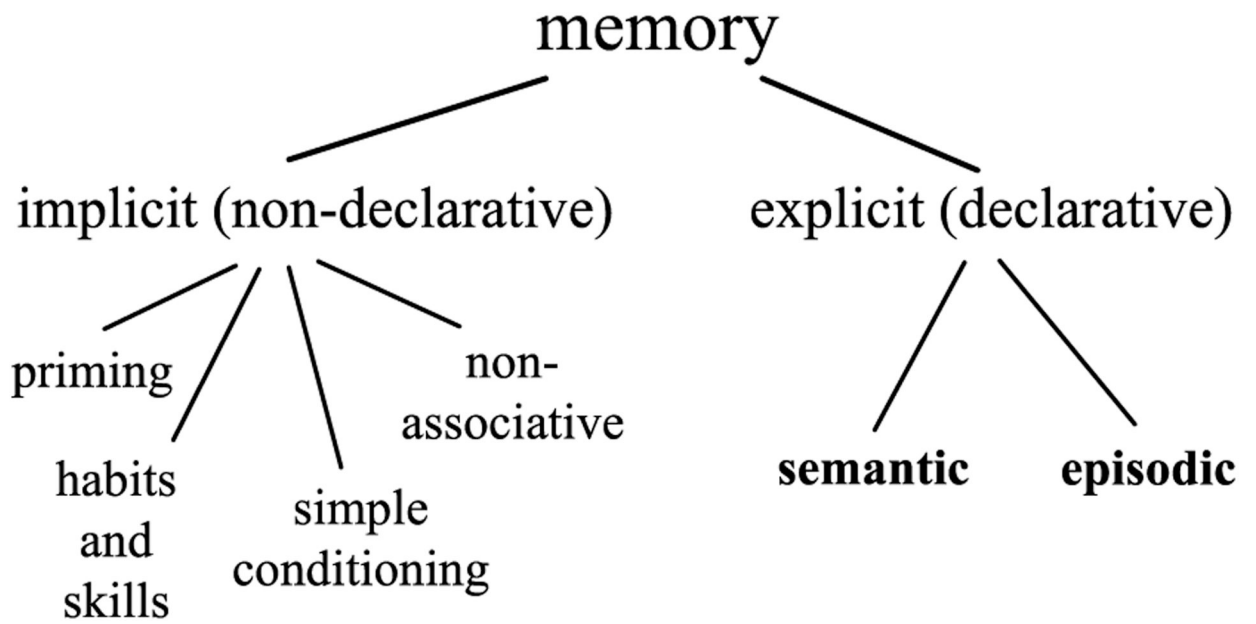 memory
implicit (non-declarative)
explicit (declarative)
priming
habits
and
skills
simple
conditioning
non-
associative
semantic
episodic